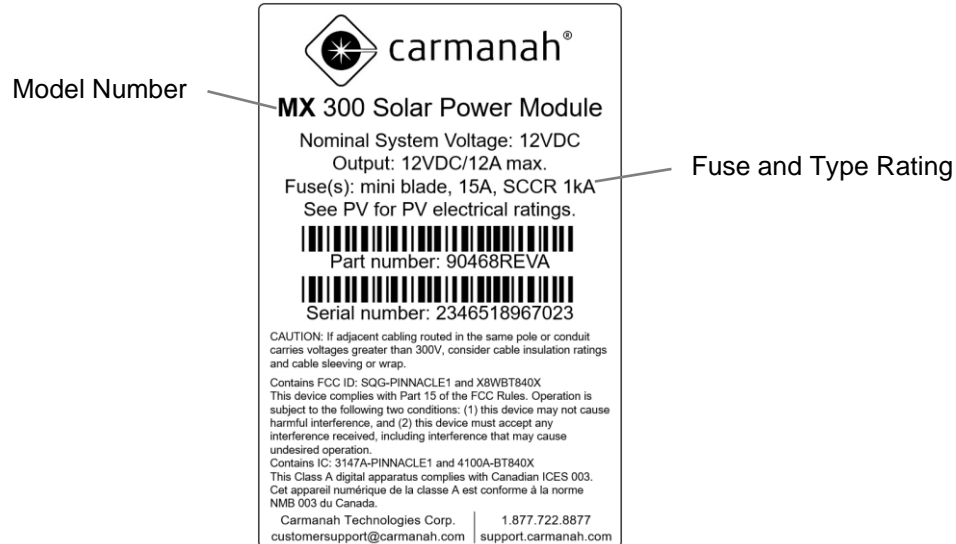 carmanah®
Model Number
MX 300 Solar Power Module
Nominal System Voltage: 12VDC
Output: 12VDC/12A max.
Fuse(s): mini blade, 15A, SCCR 1kA
Fuse and Type Rating
See PV for PV electrical ratings.
Part number: 90468REVA
Serial number: 2346518967023
CAUTION: If adjacent cabling routed in the same pole or conduit
carries voltages greater than 300V, consider cable insulation ratings
and cable sleeving or wrap.
Contains FCC ID: SQG-PINNACLE1 and X8WBT840X
This device complies with Part 15 of the FCC Rules. Operation is
subject to the following two conditions: (1) this device may not cause
harmful interference, and (2) this device must accept any
interference received, including interference that may cause
undesired operation.
Contains IC: 3147A-PINNACLE1 and 4100A-BT840X
This Class A digital apparatus complies with Canadian ICES 003.
Cet appareil numérique de la classe A est conforme à la norme
NMB 003 du Canada.
Carmanah Technologies Corp. 1.877.722.8877
customersupport@carmanah.com support.carmanah.com